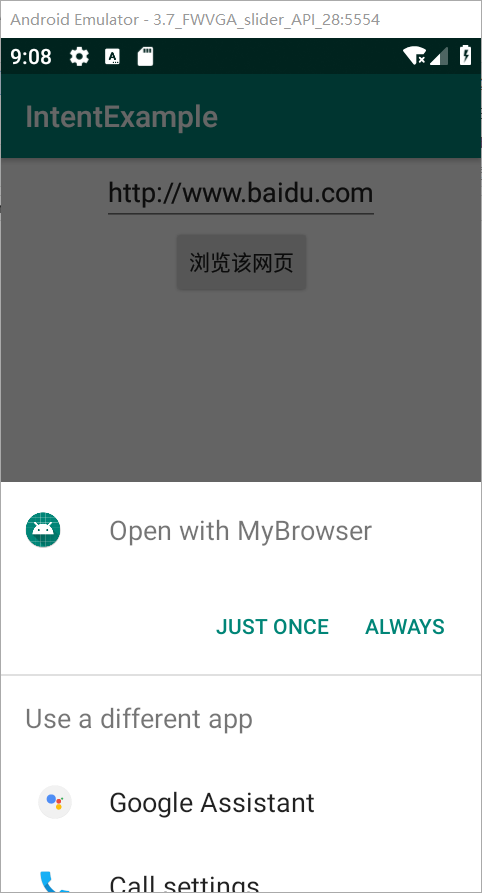 Android Emulator - 3.7_FWVGA_slider_API_28:5554
9:08
IntentExample
http://www.baidu.com
浏览该网页
Open with MyBrowser
JUST ONCE ALWAYS
Use a different app
Google Assistant
Call settings